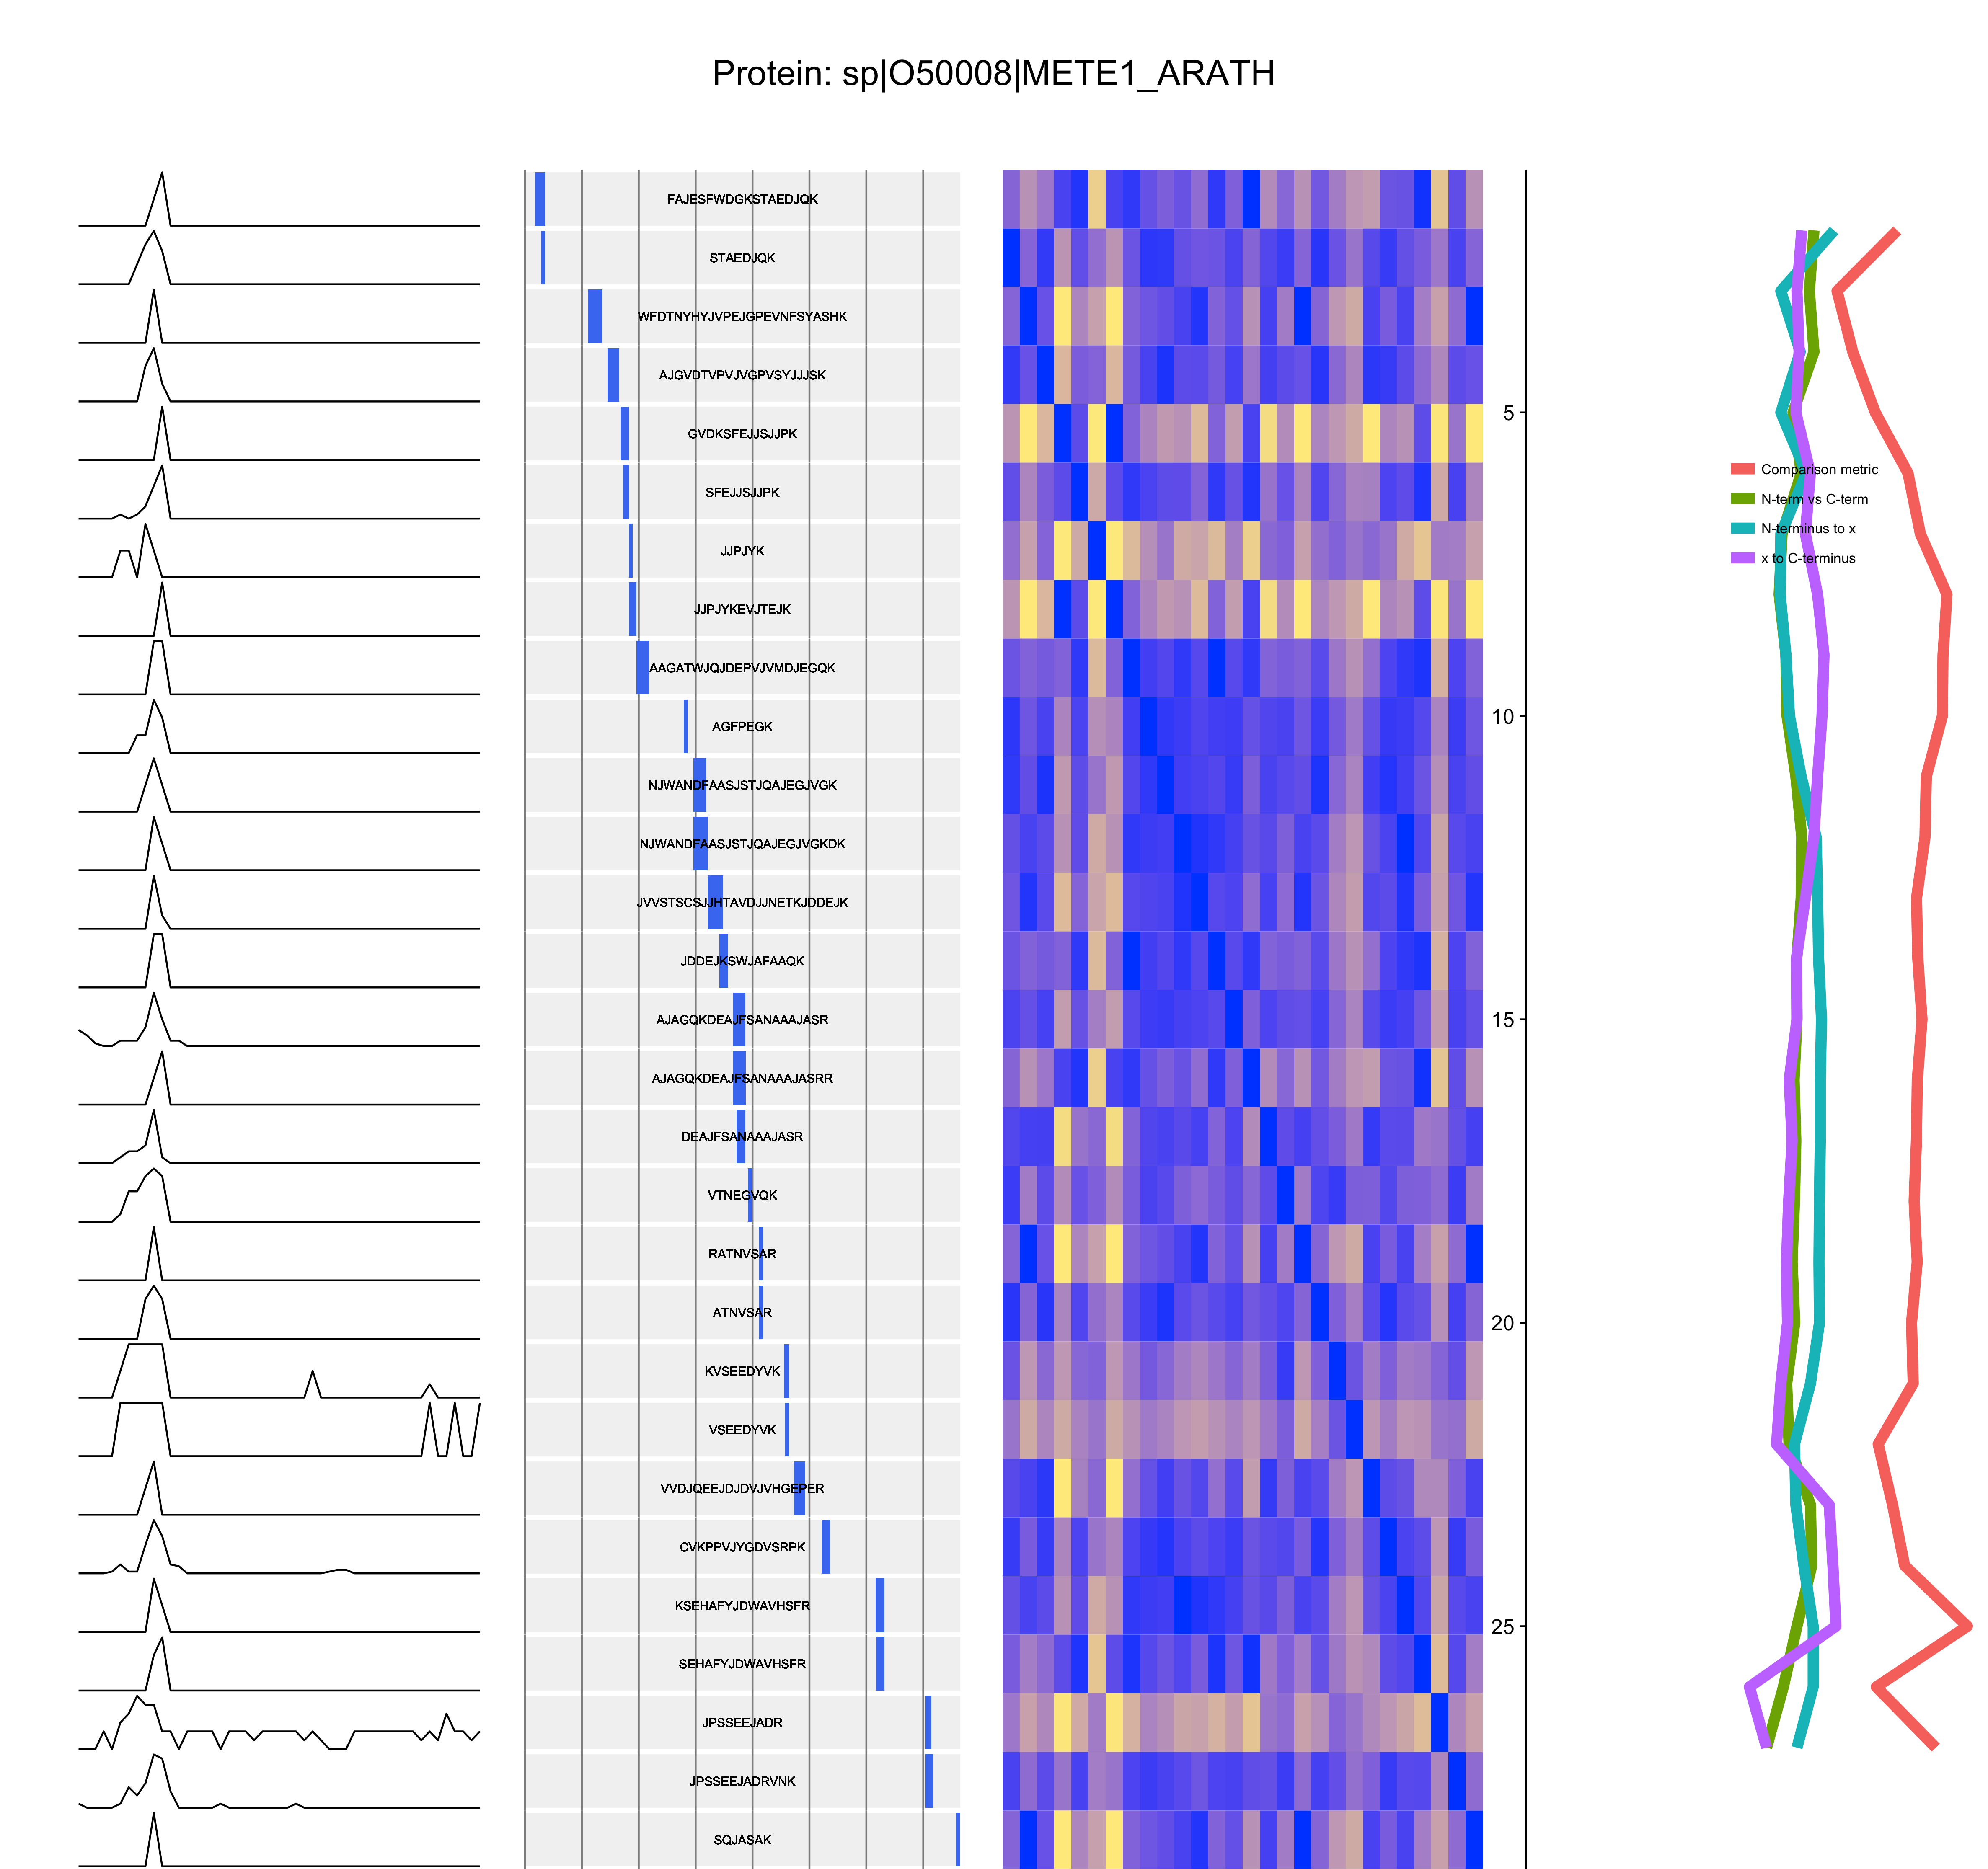 Protein: sp|O50008|METE1_ARATH
FAJESFWDGKSTAEDJQK
STAEDJQK
WFDTNYHYJVPEJGPEVNFSYASHK
AJGVDTVPVJVGPVSYJJJSK
GVDKSFEJJSJJPK
SFEJJSJJPK
JJPJYK
JJPJYKEVJTEJK
AAGATWJQJDEPVJVMDJEGQK
AGFPEGK
NJWANDFAASJSTJQAJEGJVGK
NJWANDFAASJSTJQAJEGJVGKDK
JVVSTSCSJJHTAVDJJNETKJDDEJK
JDDEJKSWJAFAAQK
AJAGQKDEAJFSANAAAJASR
AJAGQKDEAJFSANAAAJASRR
DEAJFSANAAAJASR
VTNEGVQK
RATNVSAR
ATNVSAR
KVSEEDYVK
VSEEDYVK
VVDJQEEJDJDVJVHGEPER
CVKPPVJYGDVSRPK
KSEHAFYJDWAVHSFR
SEHAFYJDWAVHSFR
JPSSEEJADR
JPSSEEJADRVNK
SQJASAK
5
10
15
20
25
Comparison metric
N-term vs C-term
N-terminus to x
x to C-terminus